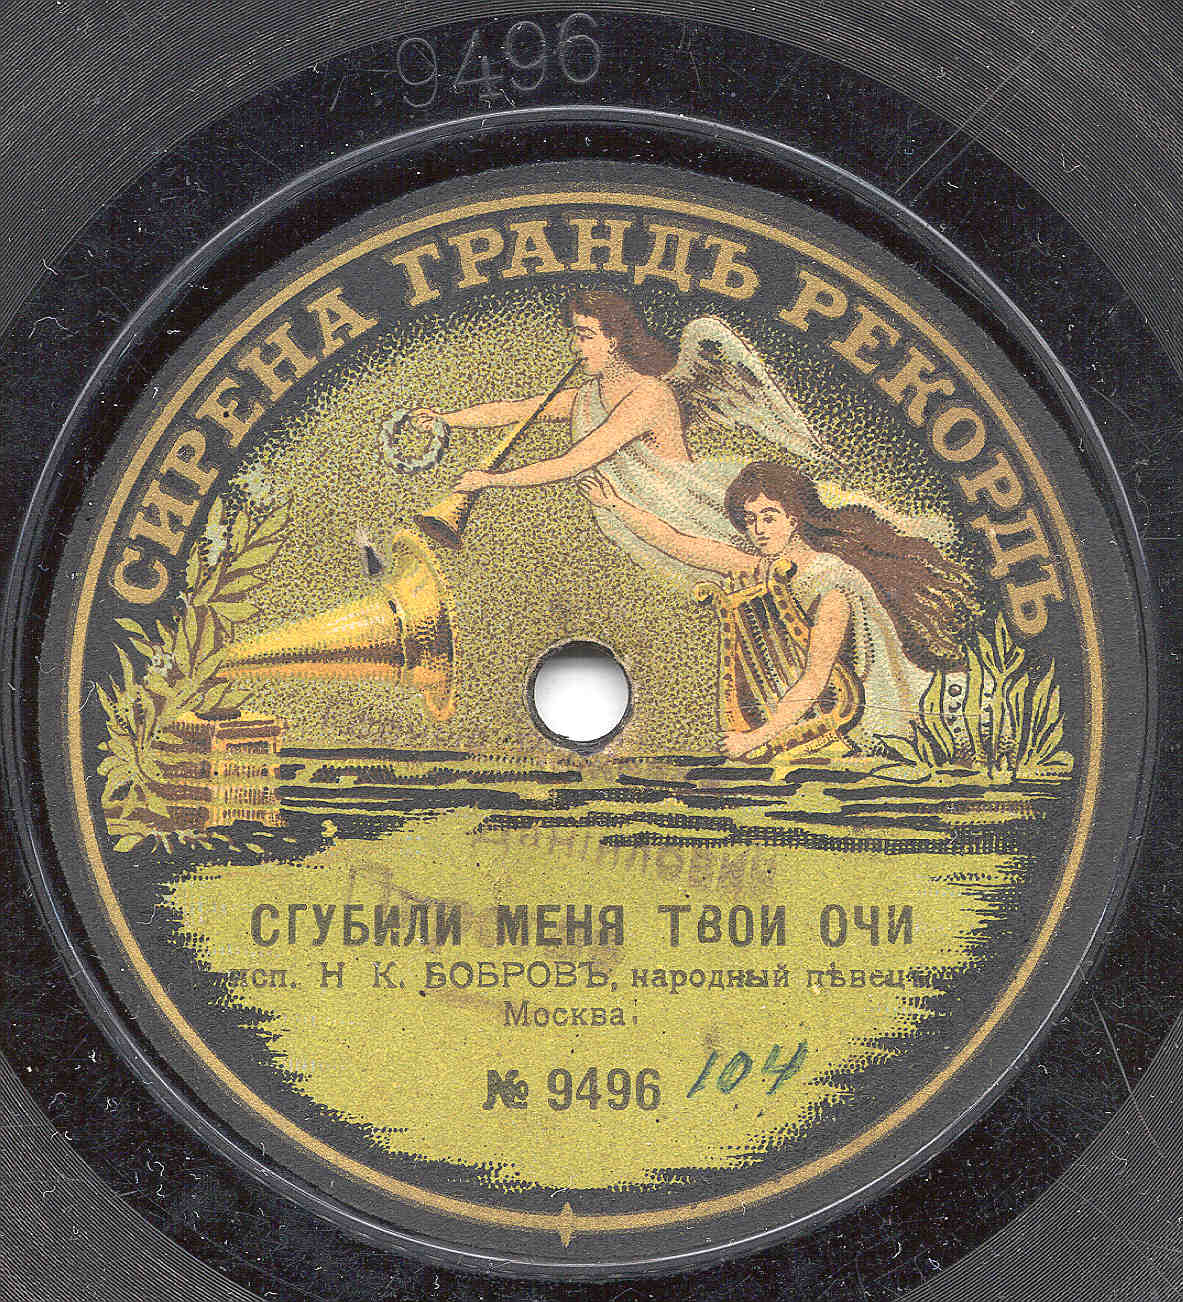 9496
СИРЕНА ГРАНДЪ РЕКОРДЪ
СГУБИЛИ МЕНЯ ТВОИ ОЧИ
исп. Н К. БОБРОВЪ, народный пѣвецъ
Москва.
№ 9496 104